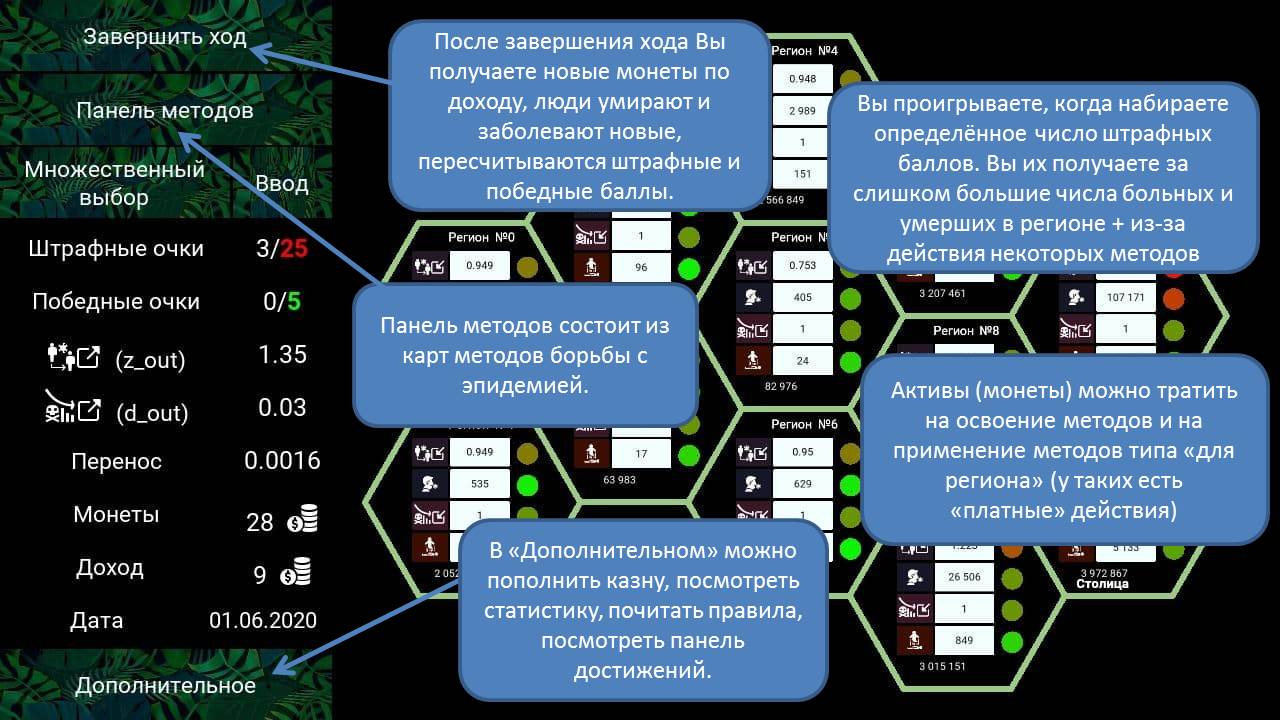 Завершить ход
Панель методов
Множественный
выбор
Ввод
Штрафные очки 3/25
Победные очки 0/5
(z_out) 1.35
(d_out) 0.03
Перенос 0.0016
Монеты 28
Доход 9
Дата 01.06.2020
Дополнительное
После завершения хода Вы
получаете новые монеты по
доходу, люди умирают и
заболевают новые,
пересчитываются штрафные и
победные баллы.
Вы проигрываете, когда набираете
определённое число штрафных
баллов. Вы их получаете за
слишком большие числа больных и
умерших в регионе + из-за
действия некоторых методов
Панель методов состоит из
карт методов борьбы с
эпидемией.
Активы (монеты) можно тратить
на освоение методов и на
применение методов типа «для
региона» (у таких есть
«платные» действия)
В «Дополнительном» можно
пополнить казну, посмотреть
статистику, почитать правила,
посмотреть панель
достижений.
Регион №4
0.948
2 989
1
151
566 849
Регион №0
0.949
1
96
Регион №
0.753
405
1
24
82 976
3 207 461
107 171
1
Регион №8
0.949
535
1
2 052
17
63 983
Регион №6
0.95
629
1
26 506
1
849
3 015 151
5 133
3 972 867
Столица